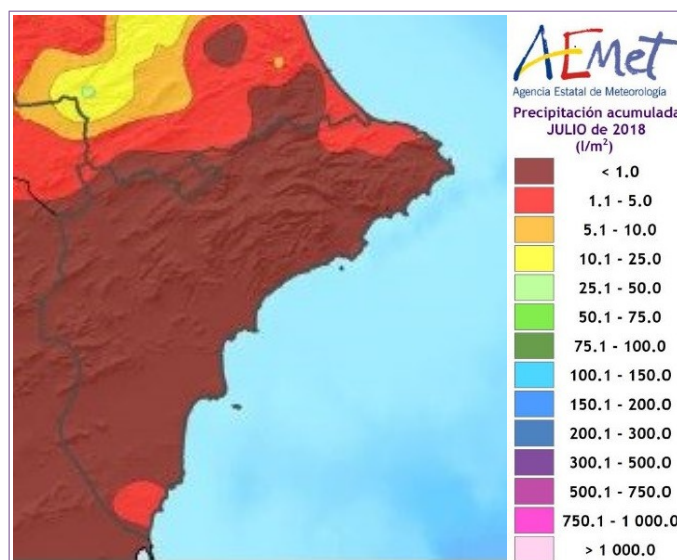 AEMet
Agencia Estatal de Meteorología
Precipitación acumulada
JULIO de 2018
(l/m²)
< 1.0
1.1 - 5.0
5.1 - 10.0
10.1 - 25.0
25.1 - 50.0
50.1 - 75.0
75.1 - 100.0
100.1 - 150.0
150.1 - 200.0
200.1 - 300.0
300.1 - 500.0
500.1 - 750.0
750.1 - 1 000.0
> 1 000.0